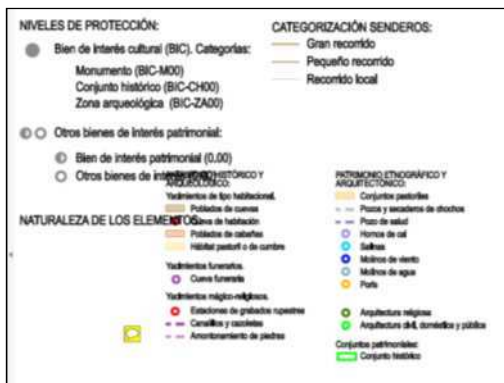 NIVELES DE PROTECCIÓN:
Bien de interés cultural (BIC). Categorías:
Monumento (BIC-M00)
Conjunto histórico (BIC-CH00)
Zona arqueológica (BIC-ZA00)
Otros bienes de interés patrimonial:
Bien de interés patrimonial (0.00)
Otros bienes de
NATURALEZA DE LOS ELEMENTOS:
CATEGORIZACIÓN SENDEROS:
Gran recorrido
Pequeño recorrido
Recorrido local
HISTÓRICO Y
ARQUEOLÓGICO:
Yacimientos de tipo habitacional.
Poblados de cuevas
Cueva de habitación
Poblados de cabañas
Hábitat pastoril o de cumbre
Yacimientos funerarios.
Cueva funeraria
Yacimientos mágico-religiosos.
Estaciones de grabados rupestres
Canalillos y cazoletas
Amontonamiento de piedras
PATRIMONIO ETNOGRÁFICO Y
ARQUITECTÓNICO:
Conjuntos pastoriles
Pozos y secaderos de chochos
Pozo de salud
Hornos de cal
Salinas
Molinos de viento
Molinos de agua
Porís
Arquitectura religiosa
Arquitectura civil, doméstica y pública
Conjuntos patrimoniales:
Conjunto histórico